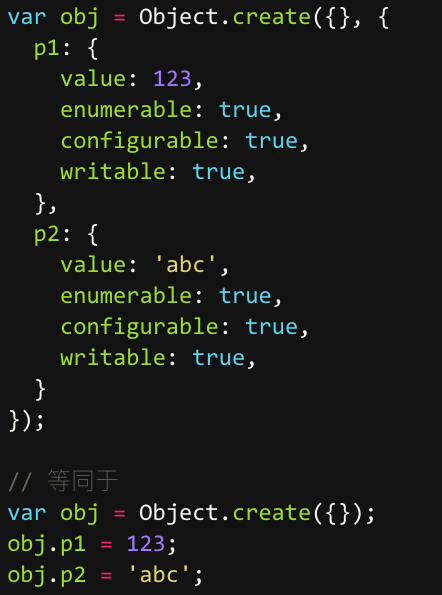 var obj = Object.create({}, {
  p1: {
    value: 123,
    enumerable: true,
    configurable: true,
    writable: true,
  },
  p2: {
    value: 'abc',
    enumerable: true,
    configurable: true,
    writable: true,
  }
});

// 等同于
var obj = Object.create({});
obj.p1 = 123;
obj.p2 = 'abc';